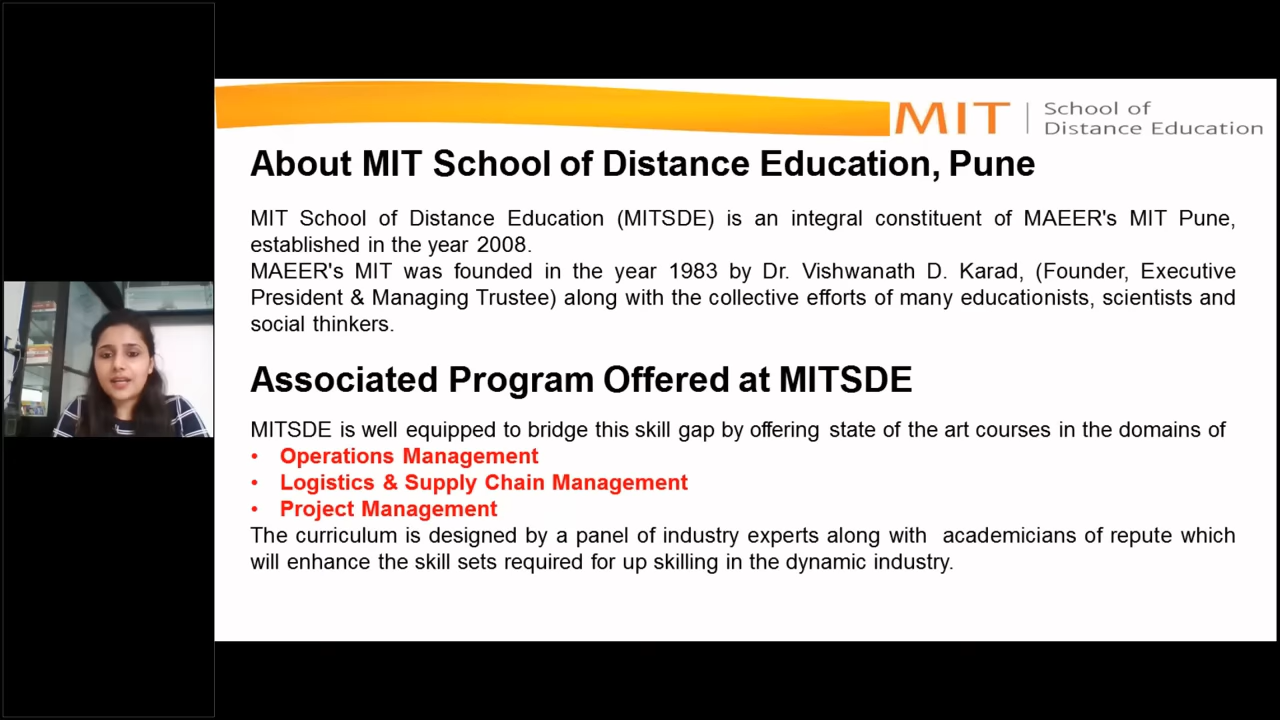 MIT | School of
Distance Education
About MIT School of Distance Education, Pune
MIT School of Distance Education (MITSDE) is an integral constituent of MAEER's MIT Pune,
established in the year 2008.
MAEER's MIT was founded in the year 1983 by Dr. Vishwanath D. Karad, (Founder, Executive
President & Managing Trustee) along with the collective efforts of many educationists, scientists and
social thinkers.
Associated Program Offered at MITSDE
MITSDE is well equipped to bridge this skill gap by offering state of the art courses in the domains of
• Operations Management
• Logistics & Supply Chain Management
• Project Management
The curriculum is designed by a panel of industry experts along with academicians of repute which
will enhance the skill sets required for up skilling in the dynamic industry.